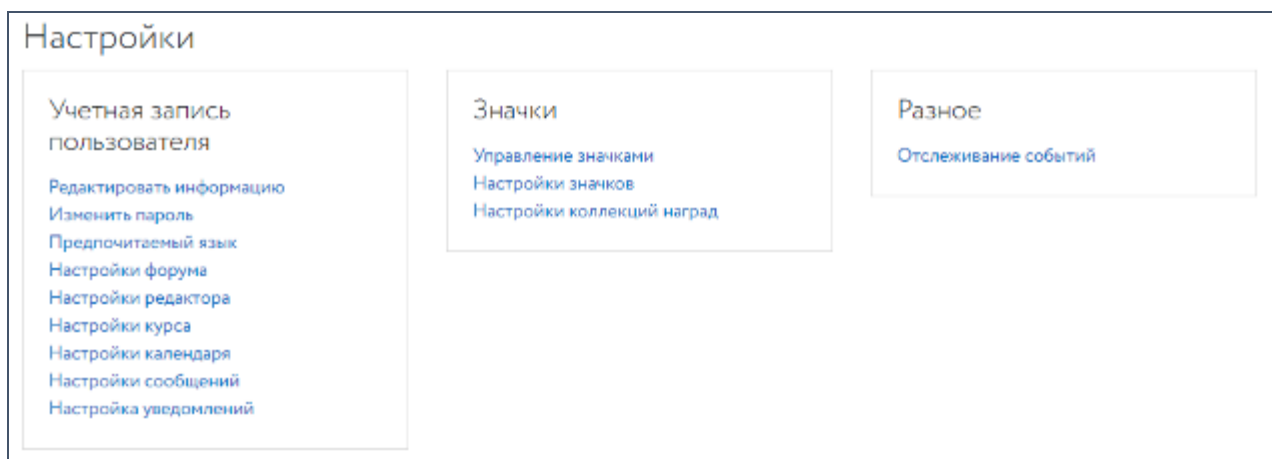 Настройки
Учетная запись
пользователя
Редактировать информацию
Изменить пароль
Предпочитаемый язык
Настройки форума
Настройки редактора
Настройки курса
Настройки календаря
Настройки сообщений
Настройка уведомлений
Значки
Управление значками
Настройки значков
Настройки коллекций наград
Разное
Отслеживание событий